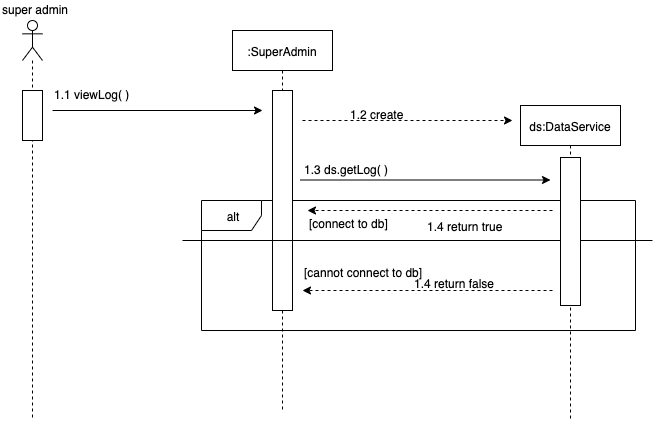 super admin
:SuperAdmin
1.1 viewLog( )
1.2 create
ds:DataService
1.3 ds.getLog( )
alt
[connect to db]
1.4 return true
[cannot connect to db]
1.4 return false